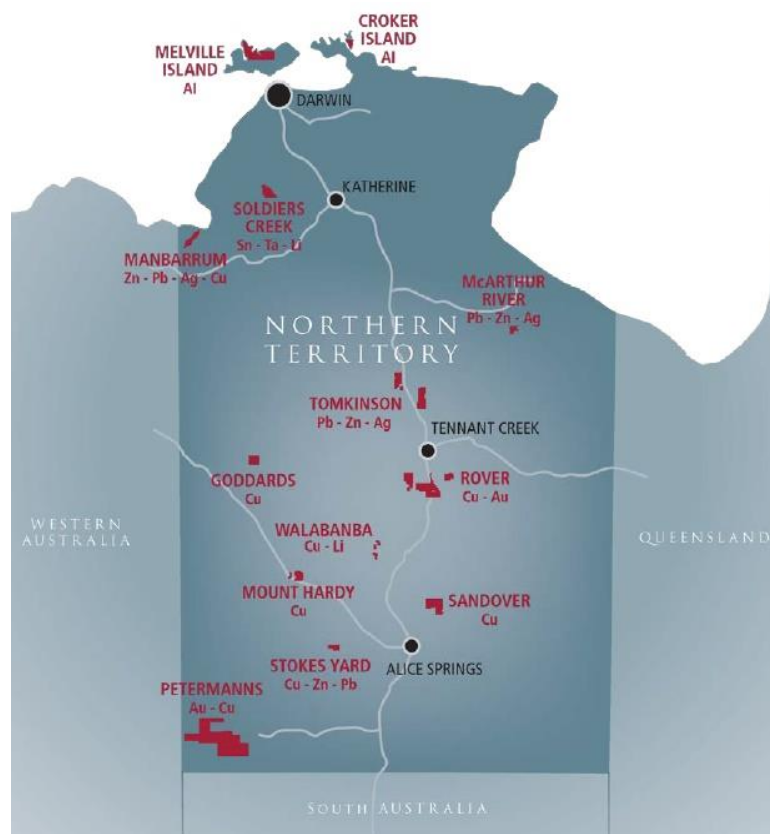 CROKER
ISLAND
Al
MELVILLE
ISLAND
Al
DARWIN
KATHERINE
SOLDIERS
CREEK
Sn - Ta - Li
MANBARRUM
Zn - Pb - Ag - Cu
McARTHUR
RIVER
Pb - Zn - Ag
NORTHERN
TERRITORY
TOMKINSON
Pb - Zn - Ag
TENNANT CREEK
GODDARDS
Cu
ROVER
Cu - Au
WESTERN
AUSTRALIA
QUEENSLAND
WALABANBA
Cu - Li
MOUNT HARDY
Cu
SANDOVER
Cu
STOKES YARD
Cu - Zn - Pb
ALICE SPRINGS
PETERMANNS
Au - Cu
SOUTH AUSTRALIA